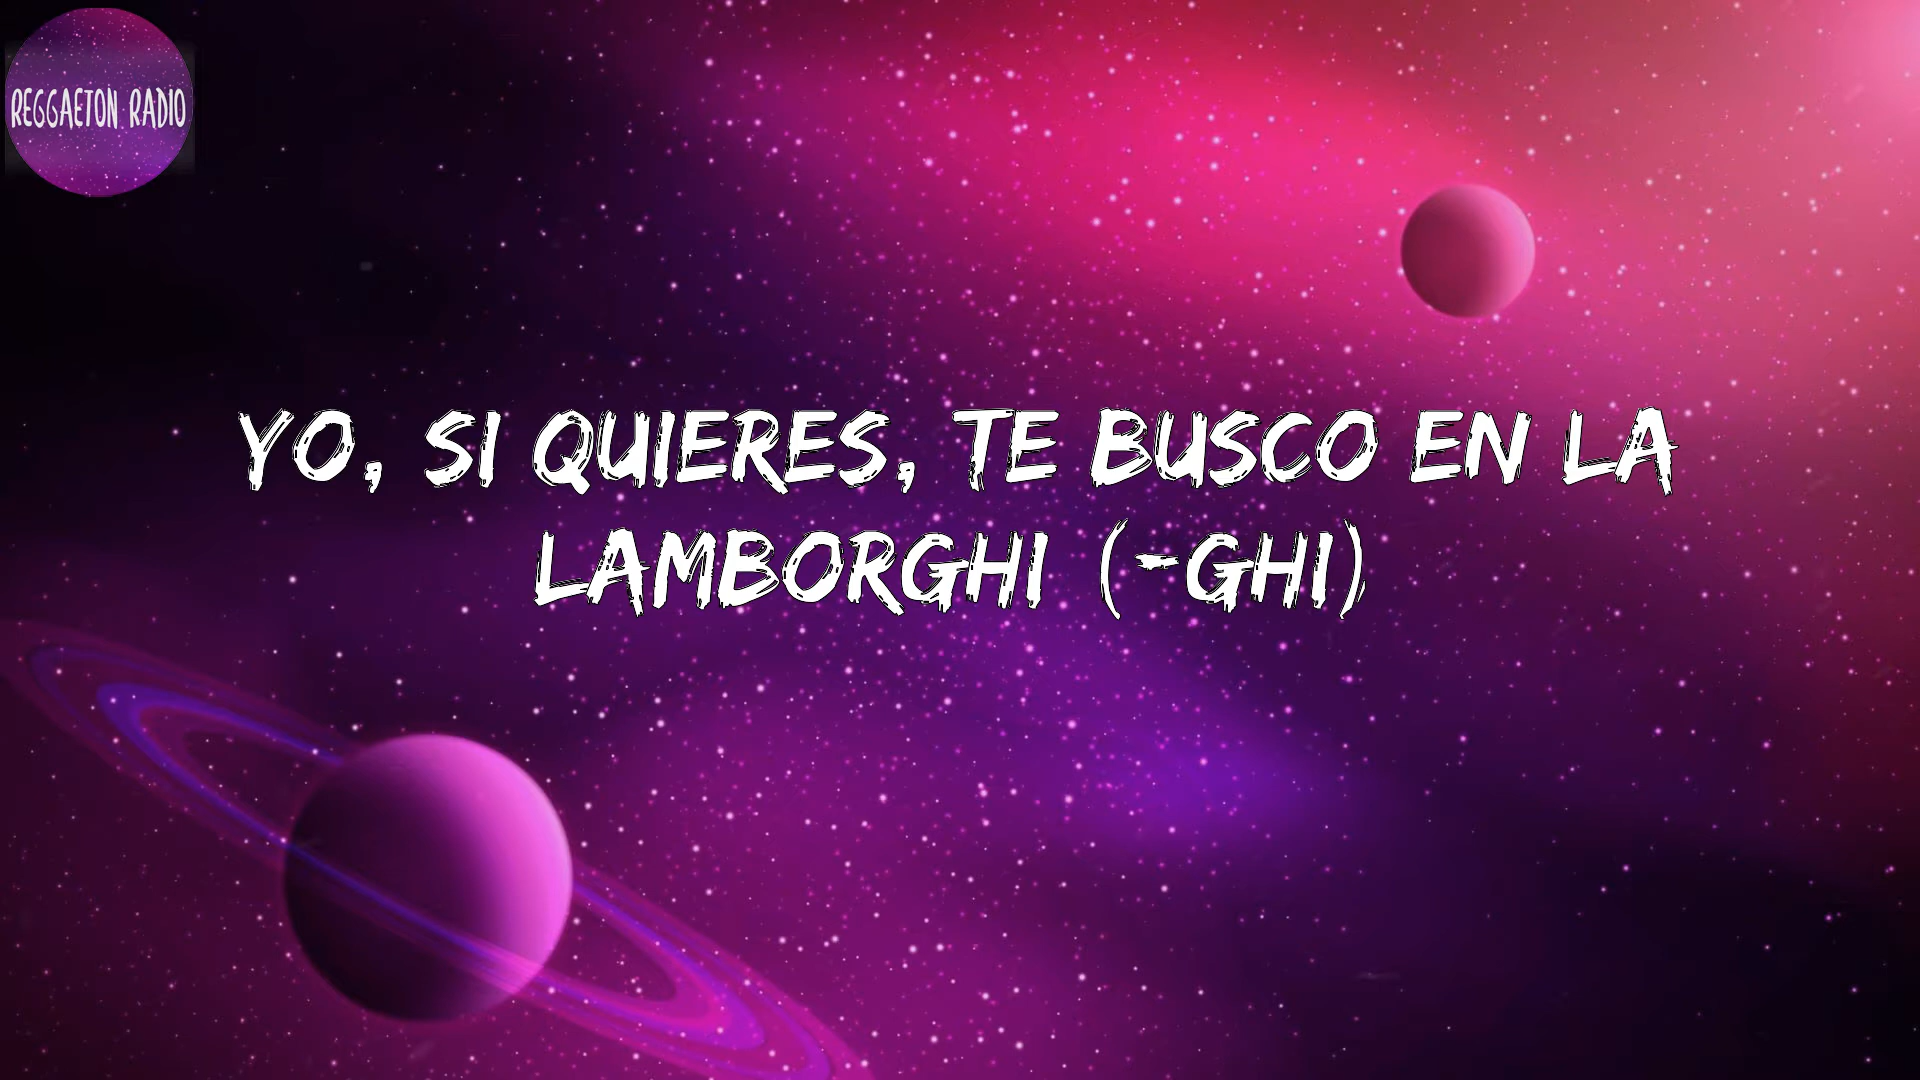 REGGAETON RADIO
YO, SI QUIERES, TE BUSCO EN LA
LAMBORGHI (-GHI)